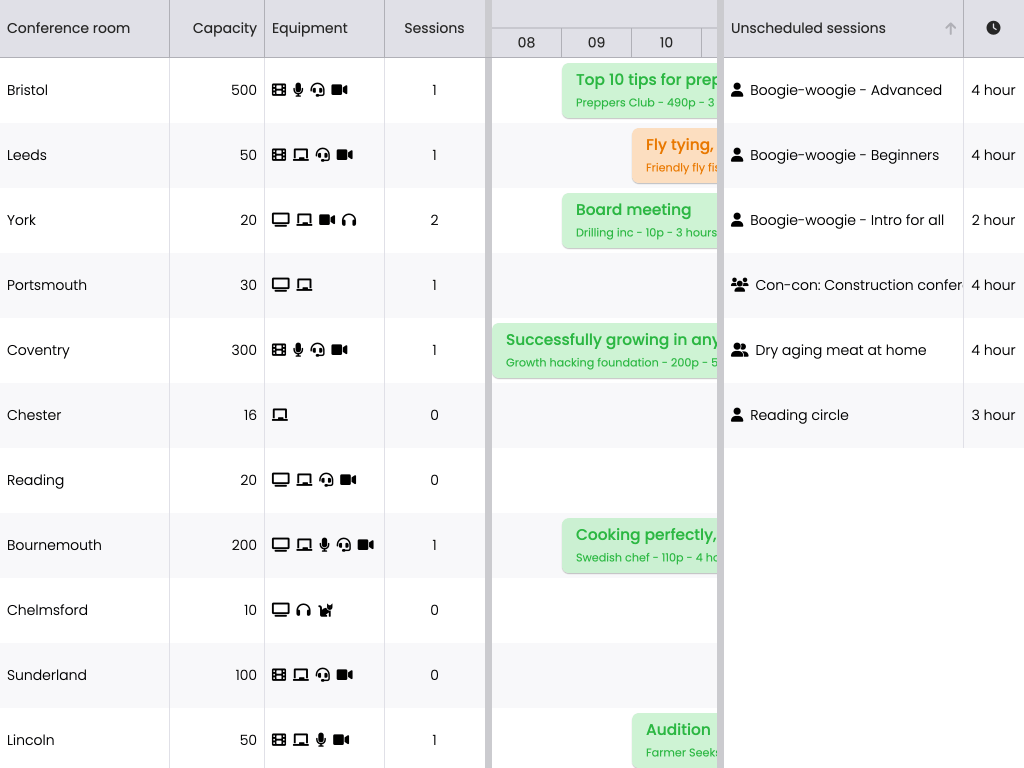 Conference room Capacity Equipment Sessions
08 09 10
Unscheduled sessions
Bristol 500 1
Top 10 tips for prep
Preppers Club - 490p - 3
Boogie-woogie - Advanced 4 hour
Leeds 50 1
Fly tying,
Friendly fly fis
Boogie-woogie - Beginners 4 hour
York 20 2
Board meeting
Drilling inc - 10p - 3 hours
Boogie-woogie - Intro for all 2 hour
Portsmouth 30 1
Con-con: Construction confer 4 hour
Coventry 300 1
Successfully growing in any
Growth hacking foundation - 200p - 5
Dry aging meat at home 4 hour
Chester 16 0
Reading circle 3 hour
Reading 20 0
Bournemouth 200 1
Cooking perfectly,
Swedish chef - 110p - 4 ho
Chelmsford 10 0
Sunderland 100 0
Lincoln 50 1
Audition
Farmer Seeks